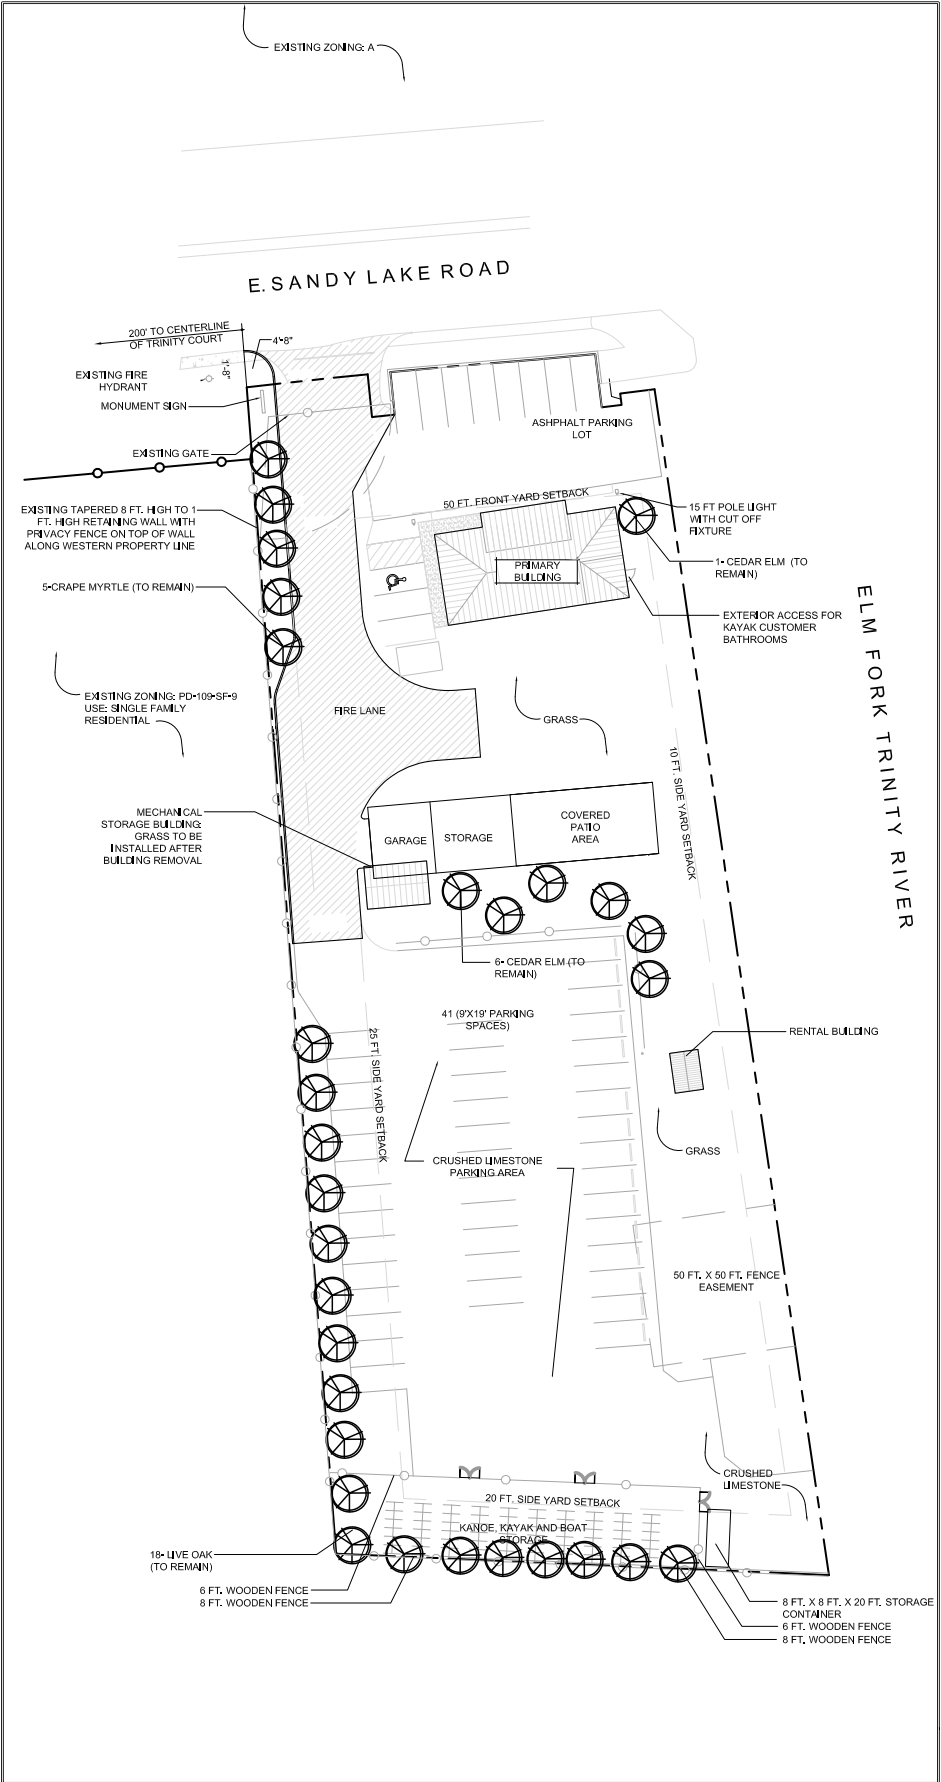 EXISTING ZONING: A
E. SANDY LAKE ROAD
200' TO CENTERLINE
OF TRINITY COURT
4'-8"
1'-8"
EXISTING FIRE
HYDRANT
MONUMENT SIGN
EXISTING GATE
ASHPHALT PARKING
LOT
EXISTING TAPERED 8 FT. HIGH TO 1
FT. HIGH RETAINING WALL WITH
PRIVACY FENCE ON TOP OF WALL
ALONG WESTERN PROPERTY LINE
50 FT. FRONT YARD SETBACK
15 FT POLE LIGHT
WITH CUT OFF
FIXTURE
PRIMARY
BUILDING
1- CEDAR ELM (TO
REMAIN)
5-CRAPE MYRTLE (TO REMAIN)
EXTERIOR ACCESS FOR
KAYAK CUSTOMER
BATHROOMS
ELM FORK TRINITY RIVER
EXISTING ZONING: PD-109-SF-9
USE: SINGLE FAMILY
RESIDENTIAL
FIRE LANE
GRASS
10 FT. SIDE YARD SETBACK
MECHANICAL
STORAGE BUILDING:
GRASS TO BE
INSTALLED AFTER
BUILDING REMOVAL
GARAGE
STORAGE
COVERED
PATIO
AREA
6- CEDAR ELM (TO
REMAIN)
41 (9'X19' PARKING
SPACES)
25 FT. SIDE YARD SETBACK
RENTAL BUILDING
GRASS
CRUSHED LIMESTONE
PARKING AREA
50 FT. X 50 FT. FENCE
EASEMENT
CRUSHED
LIMESTONE
20 FT. SIDE YARD SETBACK
KANOE, KAYAK AND BOAT
STORAGE
18- LIVE OAK
(TO REMAIN)
6 FT. WOODEN FENCE
8 FT. WOODEN FENCE
8 FT. X 8 FT. X 20 FT. STORAGE
CONTAINER
6 FT. WOODEN FENCE
8 FT. WOODEN FENCE